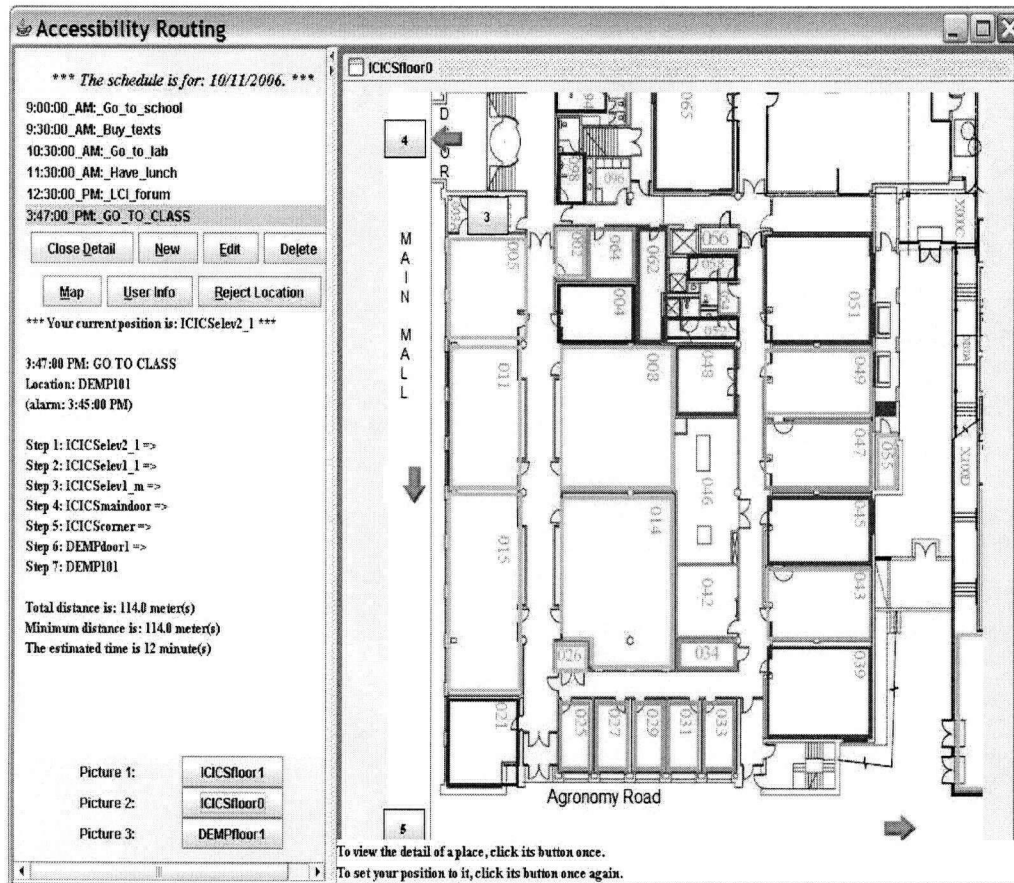 Accessibility Routing
*** The schedule is for: 10/11/2006. ***
9:00:00_AM:_Go_to_school
9:30:00_AM:_Buy_texts
10:30:00_AM:_Go_to_lab
11:30:00_AM:_Have_lunch
12:30:00_PM:_LCI_forum
3:47:00_PM:_GO_TO_CLASS
Close Detail New Edit Delete
Map User Info Reject Location
*** Your current position is: ICICSelev2_1 ***
3:47:00 PM: GO TO CLASS
Location: DEMP101
(alarm: 3:45:00 PM)
Step 1: ICICSelev2_1 =>
Step 2: ICICSelev1_1 =>
Step 3: ICICSelev1_m =>
Step 4: ICICSmaindoor =>
Step 5: ICICScorner =>
Step 6: DEMPdoor1 =>
Step 7: DEMP101
Total distance is: 114.0 meter(s)
Minimum distance is: 114.0 meter(s)
The estimated time is 12 minute(s)
Picture 1: ICICSfloor1
Picture 2: ICICSfloor0
Picture 3: DEMPfloor1
ICICSfloor0
4
D
O
R
065
098
096
3
005
002
064
062
056
004
051
X000C
MAIN MALL
011
008
048
049
047
055
X100D
046
015
014
045
042
043
026
034
039
021
025
027
029
031
033
Agronomy Road
5
To view the detail of a place, click its button once.
To set your position to it, click its button once again.